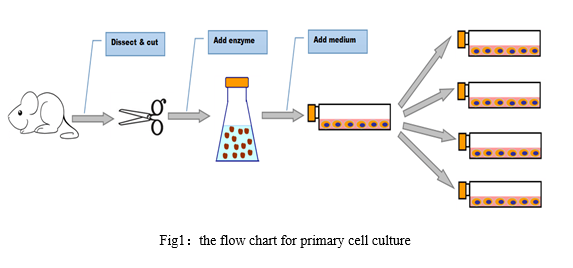 Dissect & cut
Add enzyme
Add medium
Fig1：the flow chart for primary cell culture